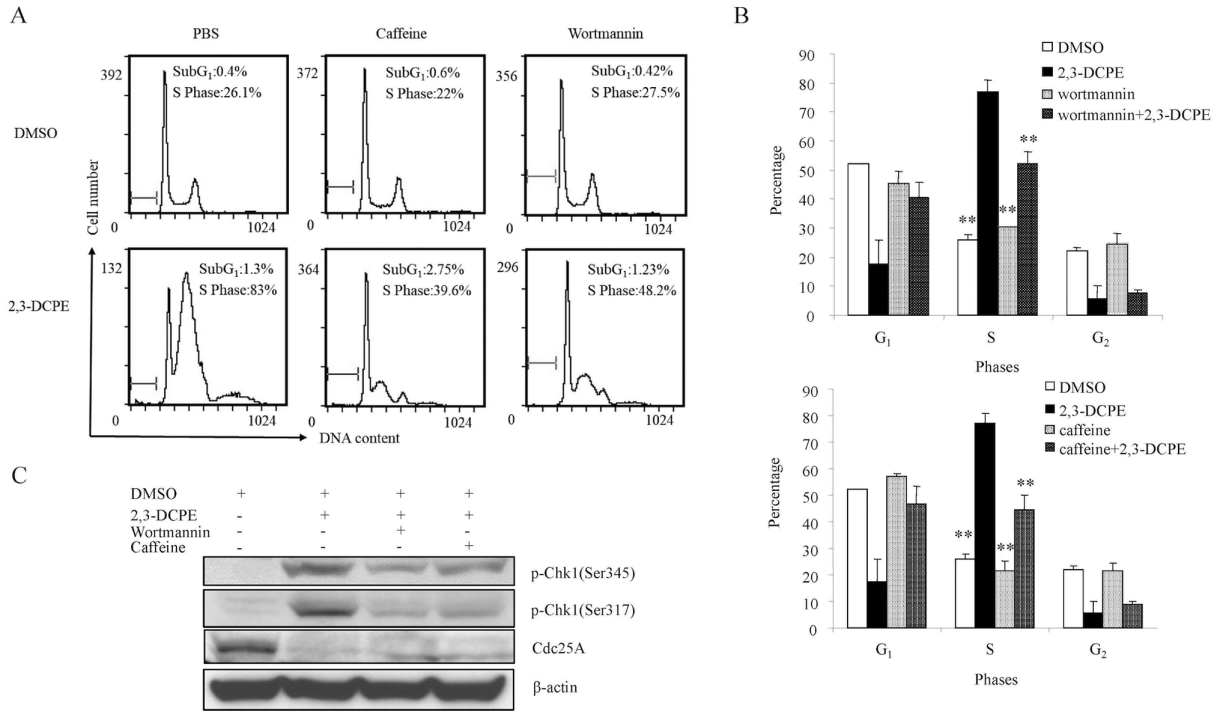 A
PBS
Caffeine
Wortmannin
DMSO
2,3-DCPE
Cell number
DNA content
392
SubG1:0.4%
S Phase:26.1%
0
1024
372
SubG1:0.6%
S Phase:22%
0
1024
356
SubG1:0.42%
S Phase:27.5%
0
1024
132
SubG1:1.3%
S Phase:83%
0
1024
364
SubG1:2.75%
S Phase:39.6%
0
1024
296
SubG1:1.23%
S Phase:48.2%
0
1024
B
DMSO
2,3-DCPE
wortmannin
wortmannin+2,3-DCPE
Percentage
90
80
70
60
50
40
30
20
10
0
**
**
**
G1
S
G2
Phases
DMSO
2,3-DCPE
caffeine
caffeine+2,3-DCPE
Percentage
90
80
70
60
50
40
30
20
10
0
**
**
**
G1
S
G2
Phases
C
DMSO + + + +
2,3-DCPE - + + +
Wortmannin - - + -
Caffeine - - - +
p-Chk1(Ser345)
p-Chk1(Ser317)
Cdc25A
β-actin